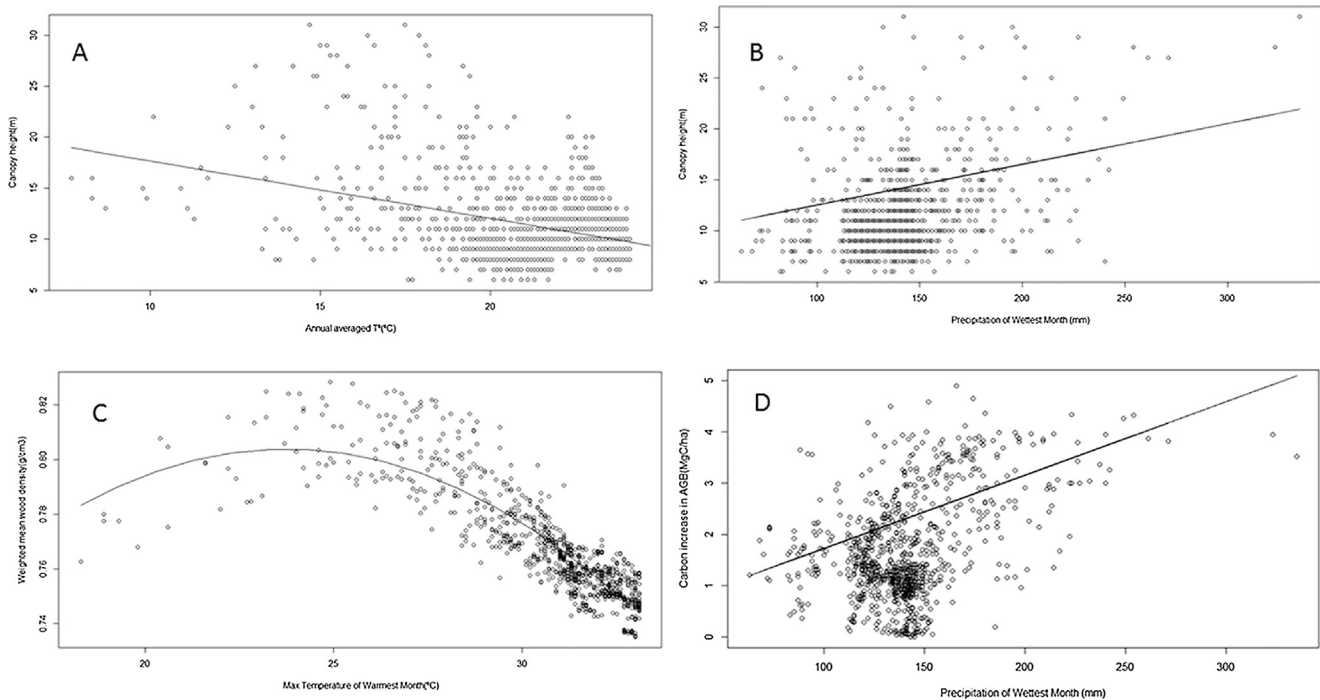 A
Canopy height(m)
5 10 15 20 25 30
10 15 20
Annual averaged Tª(ºC)
B
Canopy height(m)
5 10 15 20 25 30
100 150 200 250 300
Precipitation of Wettest Month (mm)
C
Weighted mean wood density(g/cm3)
0.74 0.76 0.78 0.80 0.82
20 25 30
Max Temperature of Warmest Month(ºC)
D
Carbon increase in AGB(MgC/ha)
0 1 2 3 4 5
100 150 200 250 300
Precipitation of Wettest Month (mm)